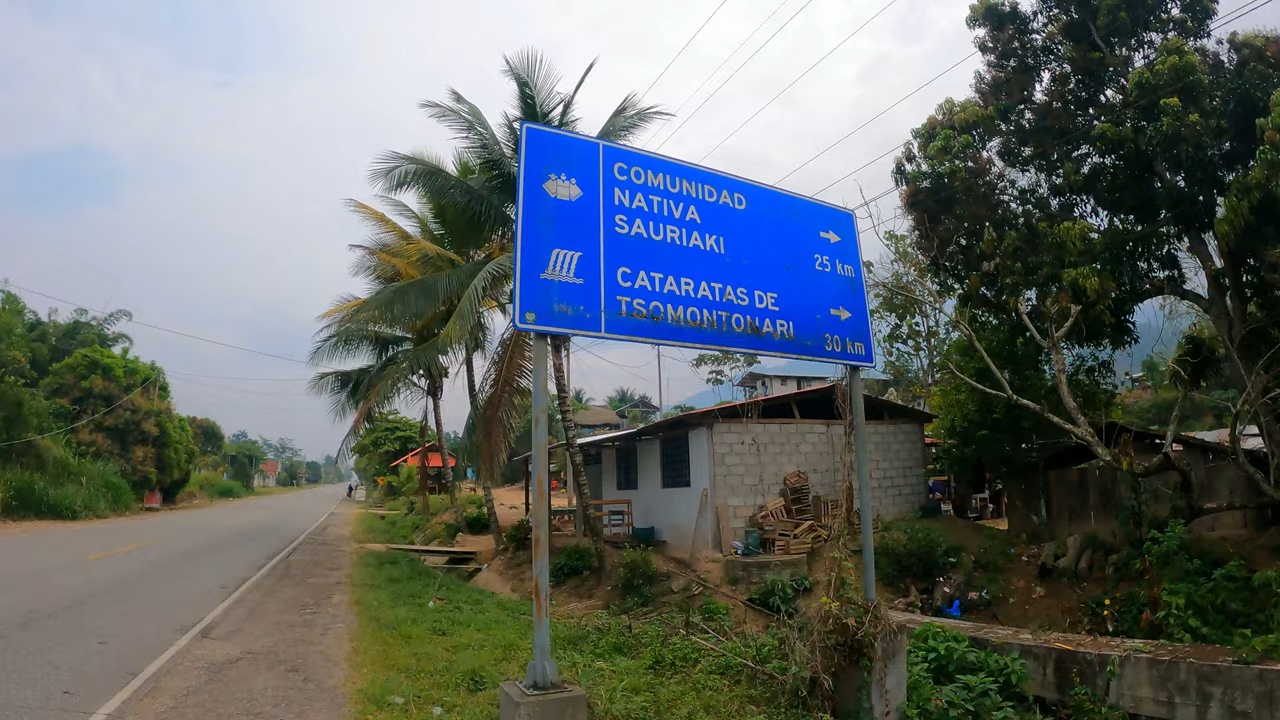 COMUNIDAD
NATIVA
SAURIAKI
25 km
CATARATAS DE
TSOMONTONARI
30 km